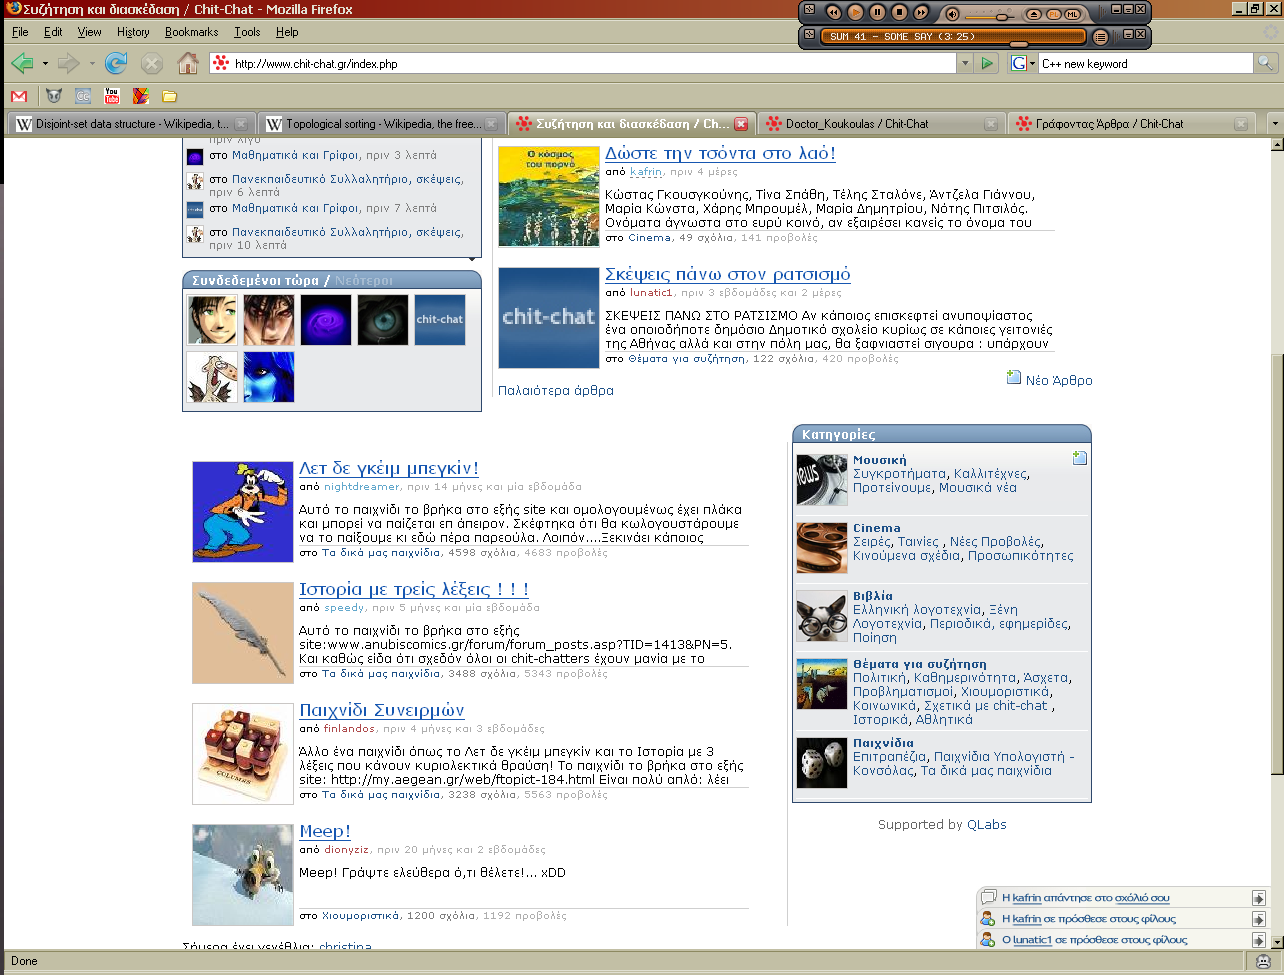 Συζήτηση και διασκέδαση / Chit-Chat - Mozilla Firefox
SUM 41 - SOME SAY (3:25)
File Edit View History Bookmarks Tools Help
http://www.chit-chat.gr/index.php
C++ new keyword
Disjoint-set data structure - Wikipedia, t...
Topological sorting - Wikipedia, the free...
Συζήτηση και διασκέδαση / Ch...
Doctor_Koukoulas / Chit-Chat
Γράφοντας Άρθρα / Chit-Chat
πριν λίγο
στο Μαθηματικά και Γρίφοι, πριν 3 λεπτά
στο Πανεκπαιδευτικό Συλλαλητήριο, σκέψεις,
πριν 6 λεπτά
στο Μαθηματικά και Γρίφοι, πριν 7 λεπτά
στο Πανεκπαιδευτικό Συλλαλητήριο, σκέψεις,
πριν 10 λεπτά
Συνδεδεμένοι τώρα / Νεότεροι
chit-chat
Ο κόσμος
του πορνό
Δώστε την τσόντα στο λαό!
από kafrin, πριν 4 μέρες
Κώστας Γκουσγκούνης, Τίνα Σπάθη, Τέλης Σταλόνε, Άντζελα Γιάννου,
Μαρία Κώνστα, Χάρης Μπρουμέλ, Μαρία Δημητρίου, Νότης Πιτσιλός.
Ονόματα άγνωστα στο ευρύ κοινό, αν εξαιρέσει κανείς το όνομα του
στο Cinema, 49 σχόλια, 141 προβολές
chit-chat
Σκέψεις πάνω στον ρατσισμό
από lunatic1, πριν 3 εβδομάδες και 2 μέρες
ΣΚΕΨΕΙΣ ΠΑΝΩ ΣΤΟ ΡΑΤΣΙΣΜΟ Αν κάποιος επισκεφτεί ανυποψίαστος
ένα οποιοδήποτε δημόσιο Δημοτικό σχολείο κυρίως σε κάποιες γειτονιές
της Αθήνας αλλά και στην πόλη μας, θα ξαφνιαστεί σιγουρα : υπάρχουν
στο Θέματα για συζήτηση, 122 σχόλια, 420 προβολές
Παλαιότερα άρθρα
Νέο Άρθρο
Λετ δε γκέιμ μπεγκίν!
από nightdreamer, πριν 14 μήνες και μία εβδομάδα
Αυτό το παιχνίδι το βρήκα στο εξής site και ομολογουμένως έχει πλάκα
και μπορεί να παίζεται επ άπειρον. Σκέφτηκα ότι θα κωλογουστάρουμε
να το παίξουμε κι εδώ πέρα παρεούλα. Λοιπόν....Ξεκινάει κάποιος
στο Τα δικά μας παιχνίδια, 4598 σχόλια, 4683 προβολές
Ιστορία με τρείς λέξεις ! ! !
από speedy, πριν 5 μήνες και μία εβδομάδα
Αυτό το παιχνίδι το βρήκα στο εξής
site:www.anubiscomics.gr/forum/forum_posts.asp?TID=1413&PN=5.
Και καθώς είδα ότι σχεδόν όλοι οι chit-chatters έχουν μανία με το
στο Τα δικά μας παιχνίδια, 3488 σχόλια, 5343 προβολές
COLUMNS
Παιχνίδι Συνειρμών
από finlandos, πριν 4 μήνες και 3 εβδομάδες
Άλλο ένα παιχνίδι όπως το Λετ δε γκέιμ μπεγκίν και το Ιστορία με 3
λέξεις που κάνουν κυριολεκτικά θραύση! Το παιχνίδι το βρήκα στο εξής
site: http://my.aegean.gr/web/ftopict-184.html Είναι πολύ απλό: λέει
στο Τα δικά μας παιχνίδια, 3238 σχόλια, 5563 προβολές
Meep!
από dionyziz, πριν 20 μήνες και 2 εβδομάδες
Meep! Γράψτε ελεύθερα ό,τι θέλετε!... xDD
στο Χιουμοριστικά, 1200 σχόλια, 1192 προβολές
Σήμερα έχει γενέθλια: christina
Κατηγορίες
news
Μουσική
Συγκροτήματα, Καλλιτέχνες,
Προτείνουμε, Μουσικά νέα
Cinema
Σειρές, Ταινίες , Νέες Προβολές,
Κινούμενα σχέδια, Προσωπικότητες
Βιβλία
Ελληνική λογοτεχνία, Ξένη
Λογοτεχνία, Περιοδικά, εφημερίδες,
Ποίηση
Θέματα για συζήτηση
Πολιτική, Καθημερινότητα, Άσχετα,
Προβληματισμοί, Χιουμοριστικά,
Κοινωνικά, Σχετικά με chit-chat ,
Ιστορικά, Αθλητικά
Παιχνίδια
Επιτραπέζια, Παιχνίδια Υπολογιστή -
Κονσόλας, Τα δικά μας παιχνίδια
Supported by QLabs
Η kafrin απάντησε στο σχόλιό σου
Η kafrin σε πρόσθεσε στους φίλους
Ο lunatic1 σε πρόσθεσε στους φίλους
Done